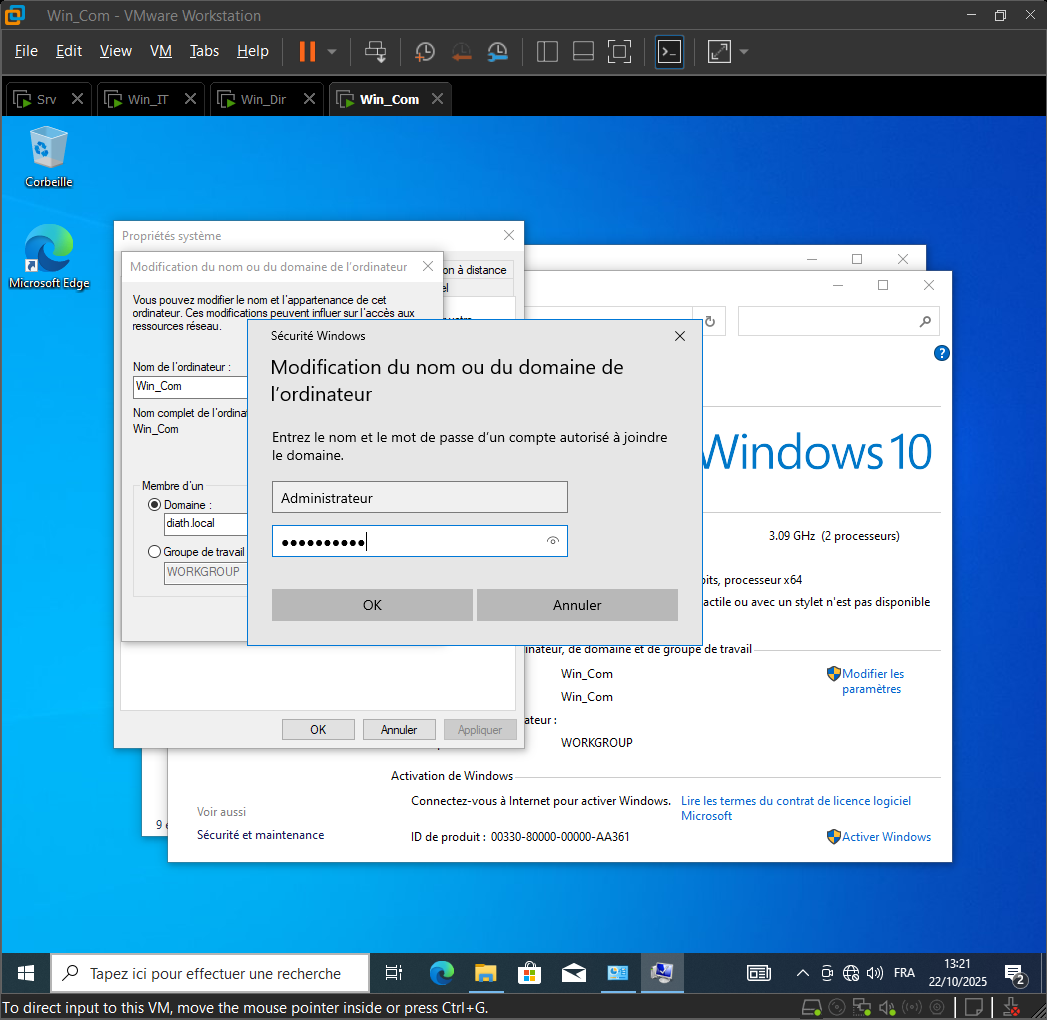 Win_Com - VMware Workstation
File Edit View VM Tabs Help
Srv Win_IT Win_Dir Win_Com
Corbeille
Microsoft Edge
Propriétés système
Modification du nom ou du domaine de l'ordinateur
on à distance
el
Vous pouvez modifier le nom et l'appartenance de cet
ordinateur. Ces modifications peuvent influer sur l'accès aux
ressources réseau.
Nom de l'ordinateur :
Win_Com
Nom complet de l'ordina
Win_Com
Membre d'un
Domaine :
diath.local
Groupe de travail
WORKGROUP
Sécurité Windows
Modification du nom ou du domaine de
l'ordinateur
Entrez le nom et le mot de passe d'un compte autorisé à joindre
le domaine.
Administrateur
●●●●●●●●●●
OK Annuler
OK Annuler Appliquer
?
Windows 10
3.09 GHz (2 processeurs)
bits, processeur x64
actile ou avec un stylet n'est pas disponible
inateur, de domaine et de groupe de travail
Win_Com
Modifier les
paramètres
Win_Com
ateur :
WORKGROUP
Activation de Windows
Connectez-vous à Internet pour activer Windows. Lire les termes du contrat de licence logiciel
Microsoft
Voir aussi
Sécurité et maintenance
ID de produit : 00330-80000-00000-AA361
Activer Windows
9 é
Tapez ici pour effectuer une recherche
FRA
13:21
22/10/2025
2
To direct input to this VM, move the mouse pointer inside or press Ctrl+G.